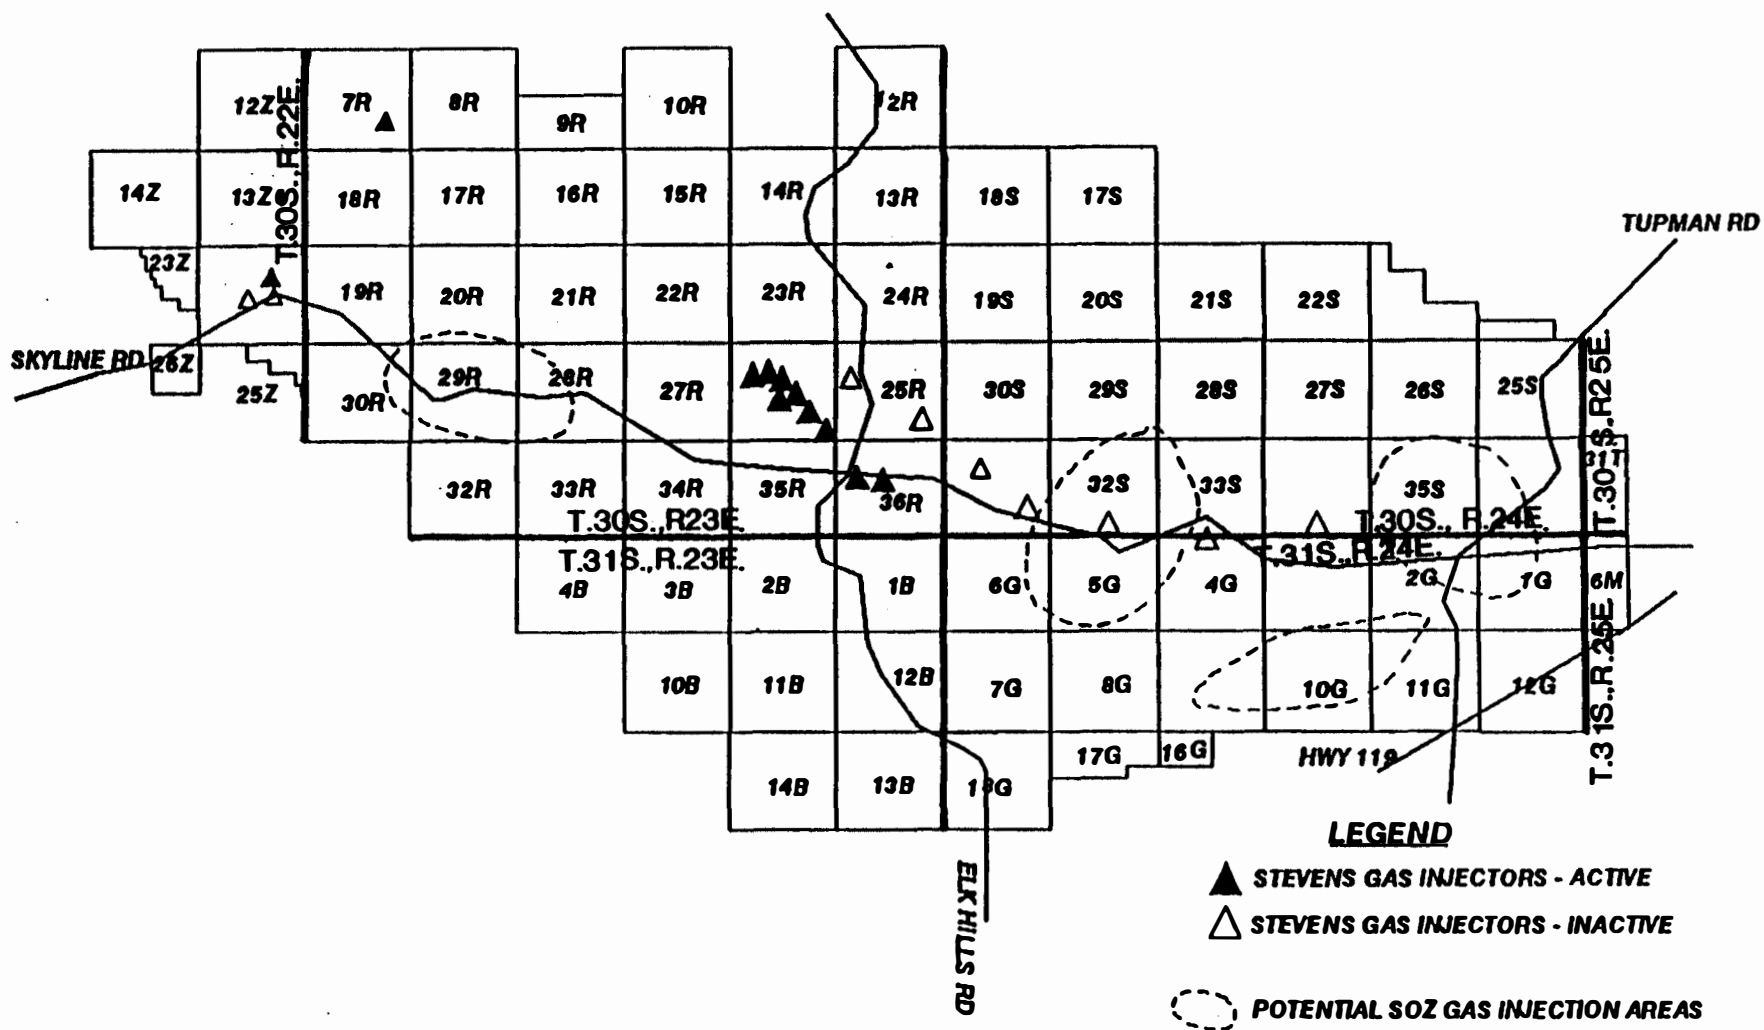 12Z
7R
8R
9R
10R
12R
T.30S.,R.22E.
14Z
13Z
18R
17R
16R
15R
14R
13R
18S
17S
TUPMAN RD
23Z
19R
20R
21R
22R
23R
24R
19S
20S
21S
22S
SKYLINE RD
26Z
25Z
30R
29R
28R
27R
25R
30S
29S
28S
27S
26S
25S
T.30 S.,R25E.
32R
33R
34R
35R
36R
32S
33S
35S
31T
T.30S.,R23E.
T.30S., R.24E.
T.31S.,R.23E.
T.31S.,R.24E.
4B
3B
2B
1B
6G
5G
4G
2G
1G
6M
10B
11B
12B
7G
8G
10G
11G
12G
T.31S.,R.25E.
14B
13B
18G
17G
16G
HWY 119
ELK HILLS RD
LEGEND
STEVENS GAS INJECTORS - ACTIVE
STEVENS GAS INJECTORS - INACTIVE
POTENTIAL SOZ GAS INJECTION AREAS